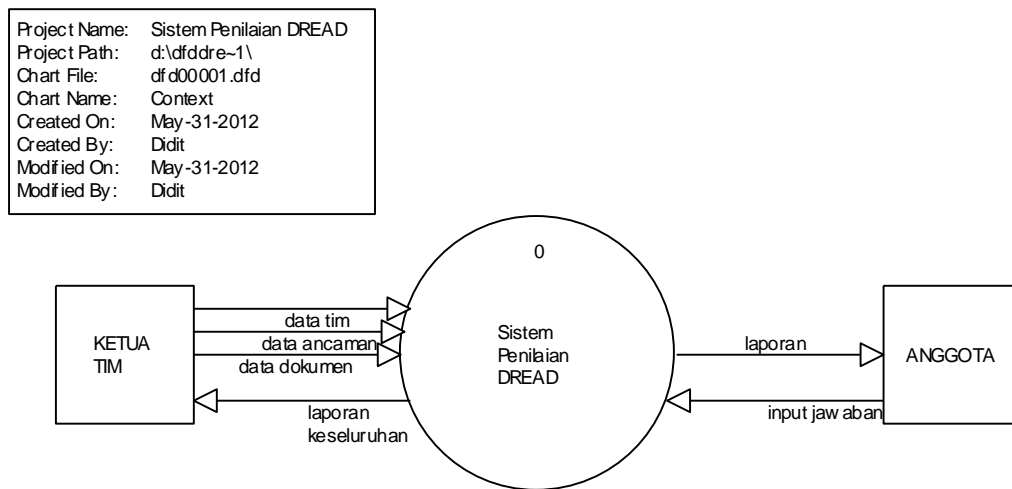 Project Name: Sistem Penilaian DREAD
Project Path: d:\dfddre~1\
Chart File: dfd00001.dfd
Chart Name: Context
Created On: May-31-2012
Created By: Didit
Modified On: May-31-2012
Modified By: Didit
0
KETUA
TIM
data tim
data ancaman
data dokumen
laporan
keseluruhan
Sistem
Penilaian
DREAD
laporan
input jawaban
ANGGOTA